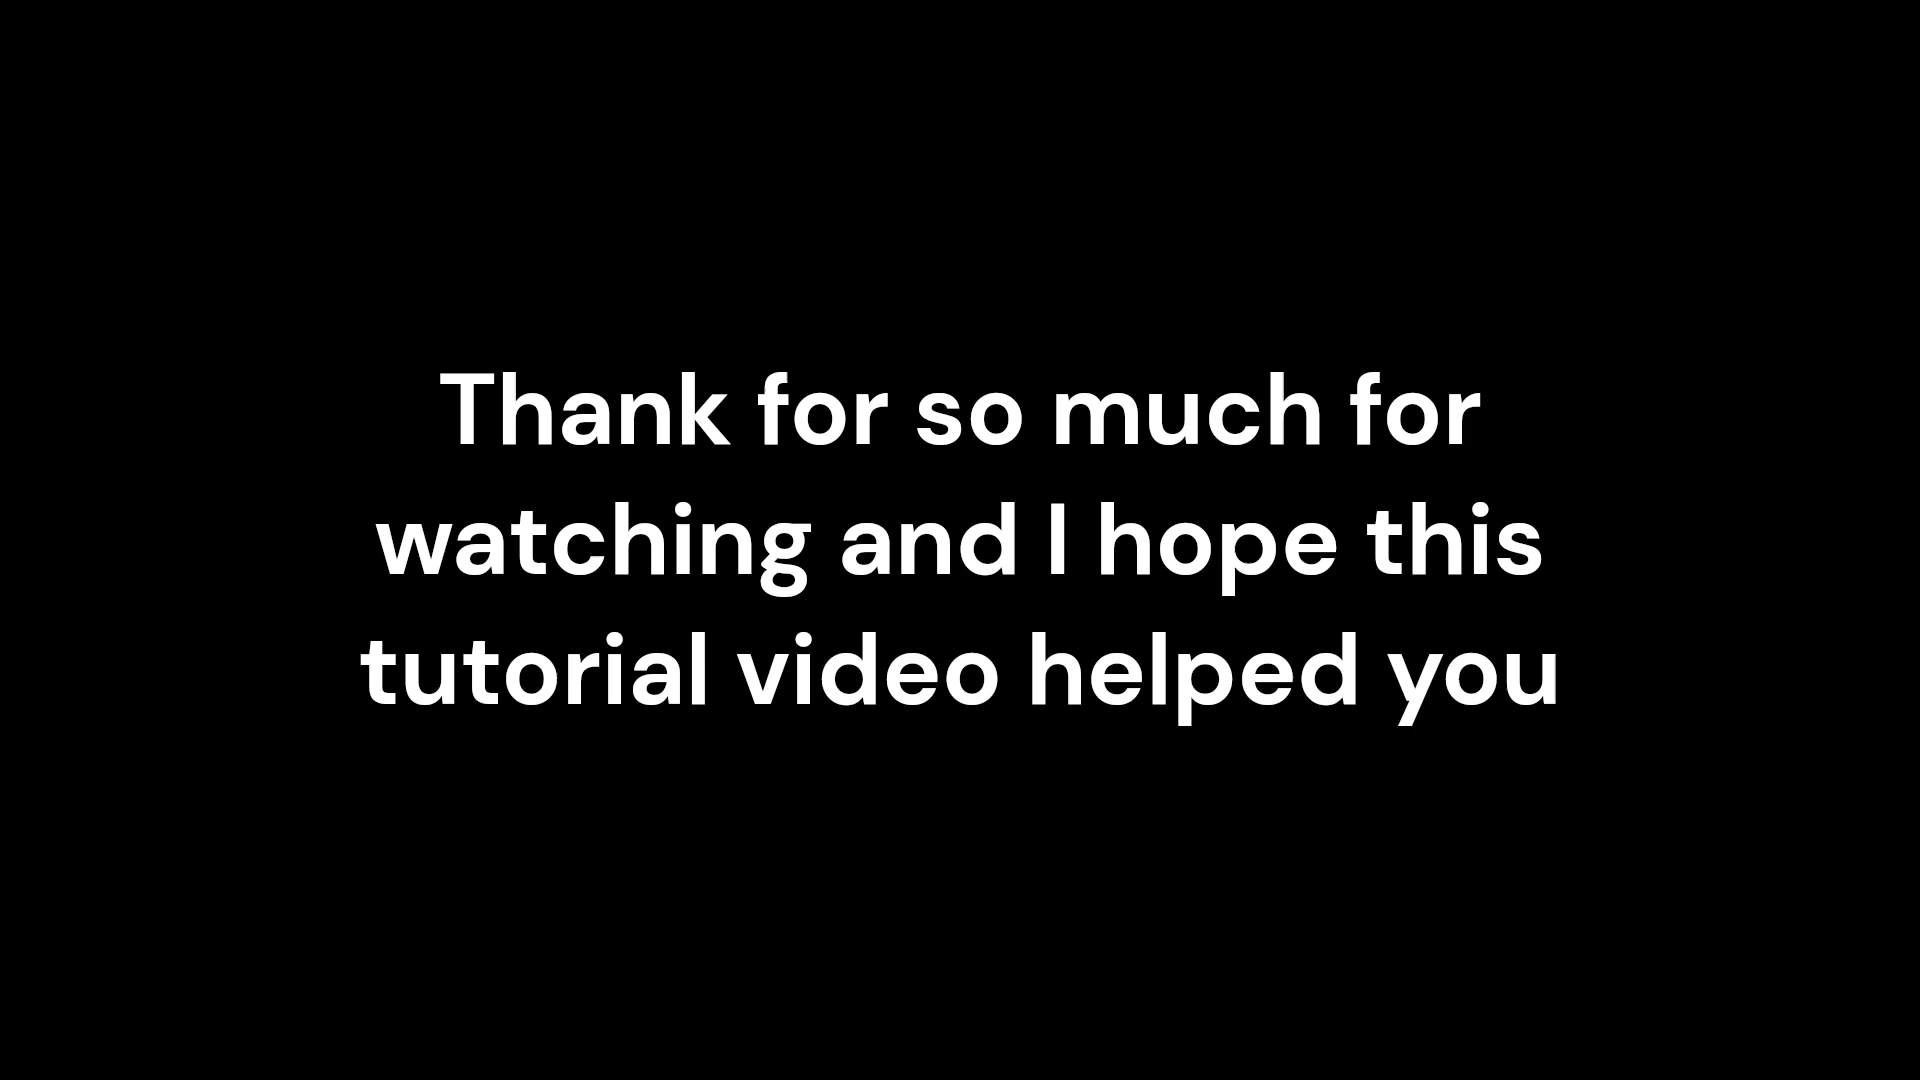 Thank for so much for
watching and I hope this
tutorial video helped you